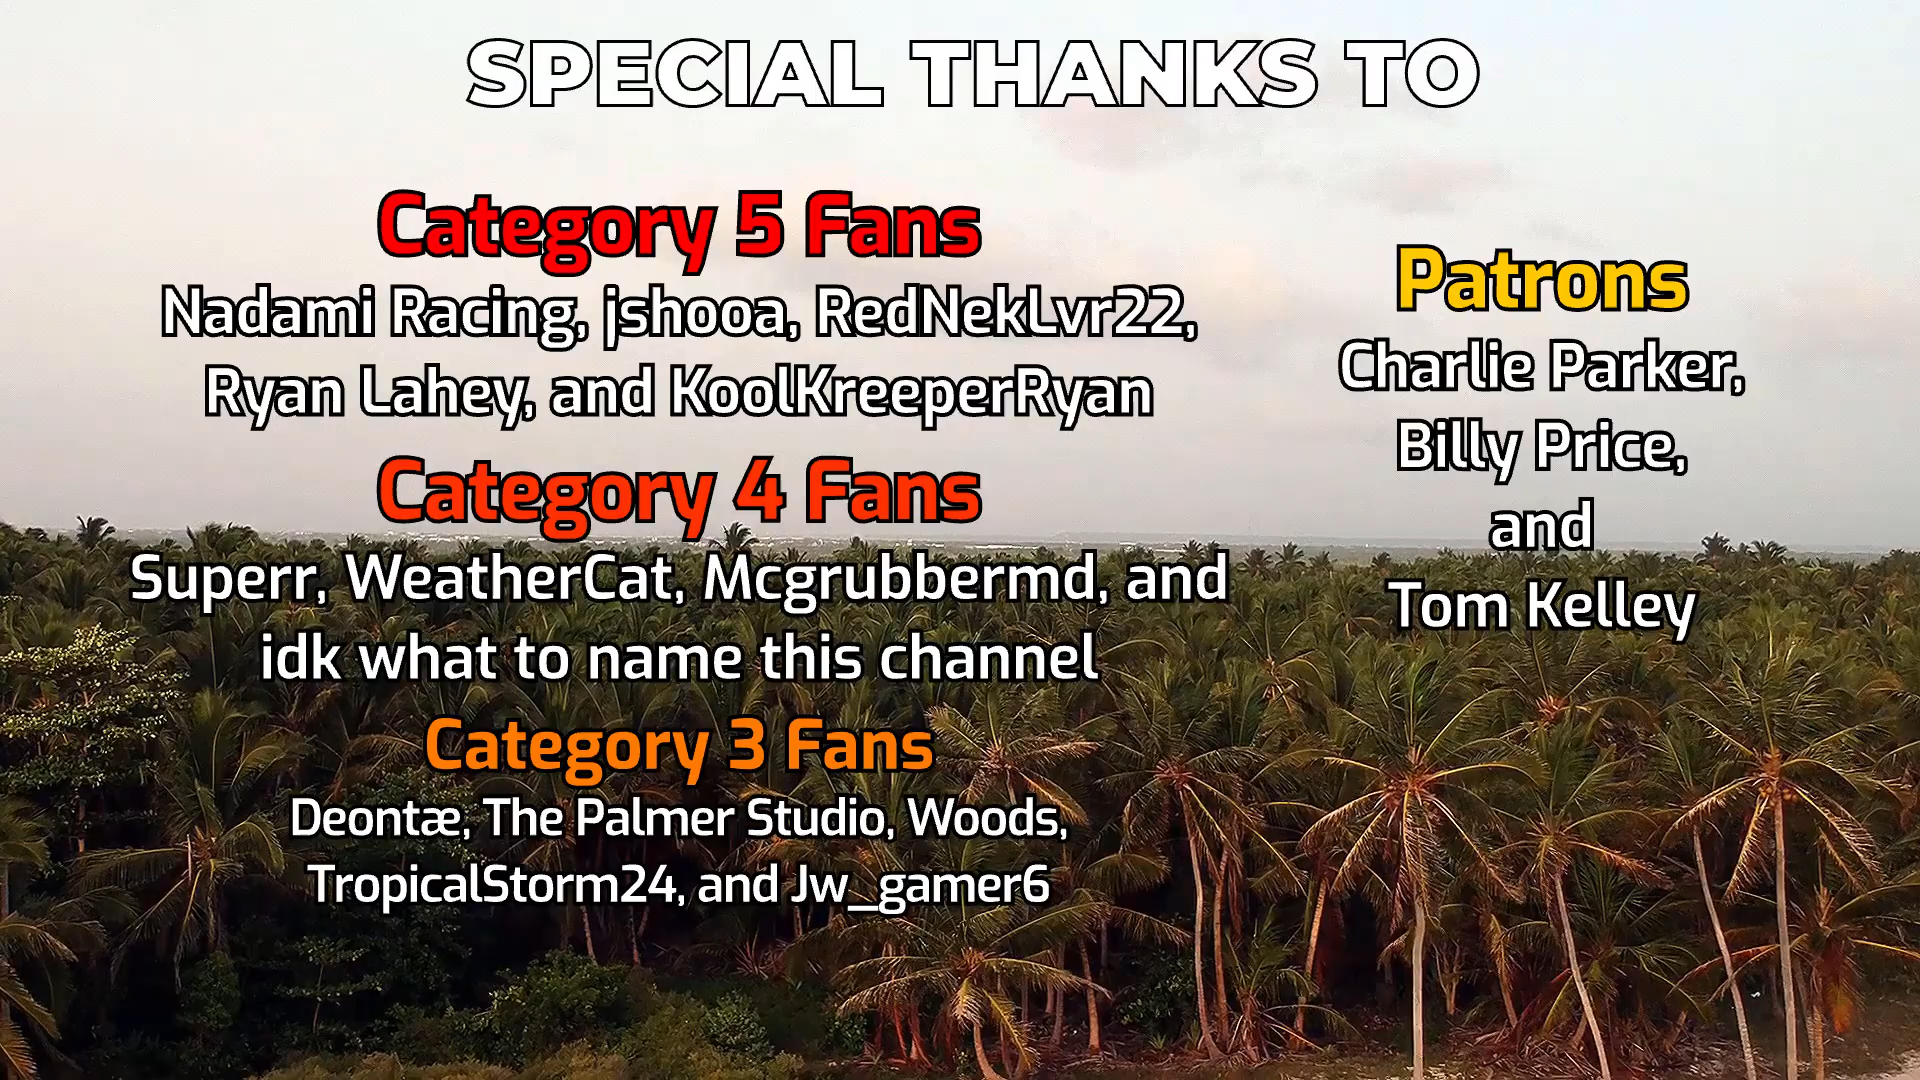 SPECIAL THANKS TO
Category 5 Fans
Nadami Racing, jshooa, RedNekLvr22,
Ryan Lahey, and KoolKreeperRyan
Category 4 Fans
Superr, WeatherCat, Mcgrubbermd, and
idk what to name this channel
Category 3 Fans
Deontæ, The Palmer Studio, Woods,
TropicalStorm24, and Jw_gamer6
Patrons
Charlie Parker,
Billy Price,
and
Tom Kelley